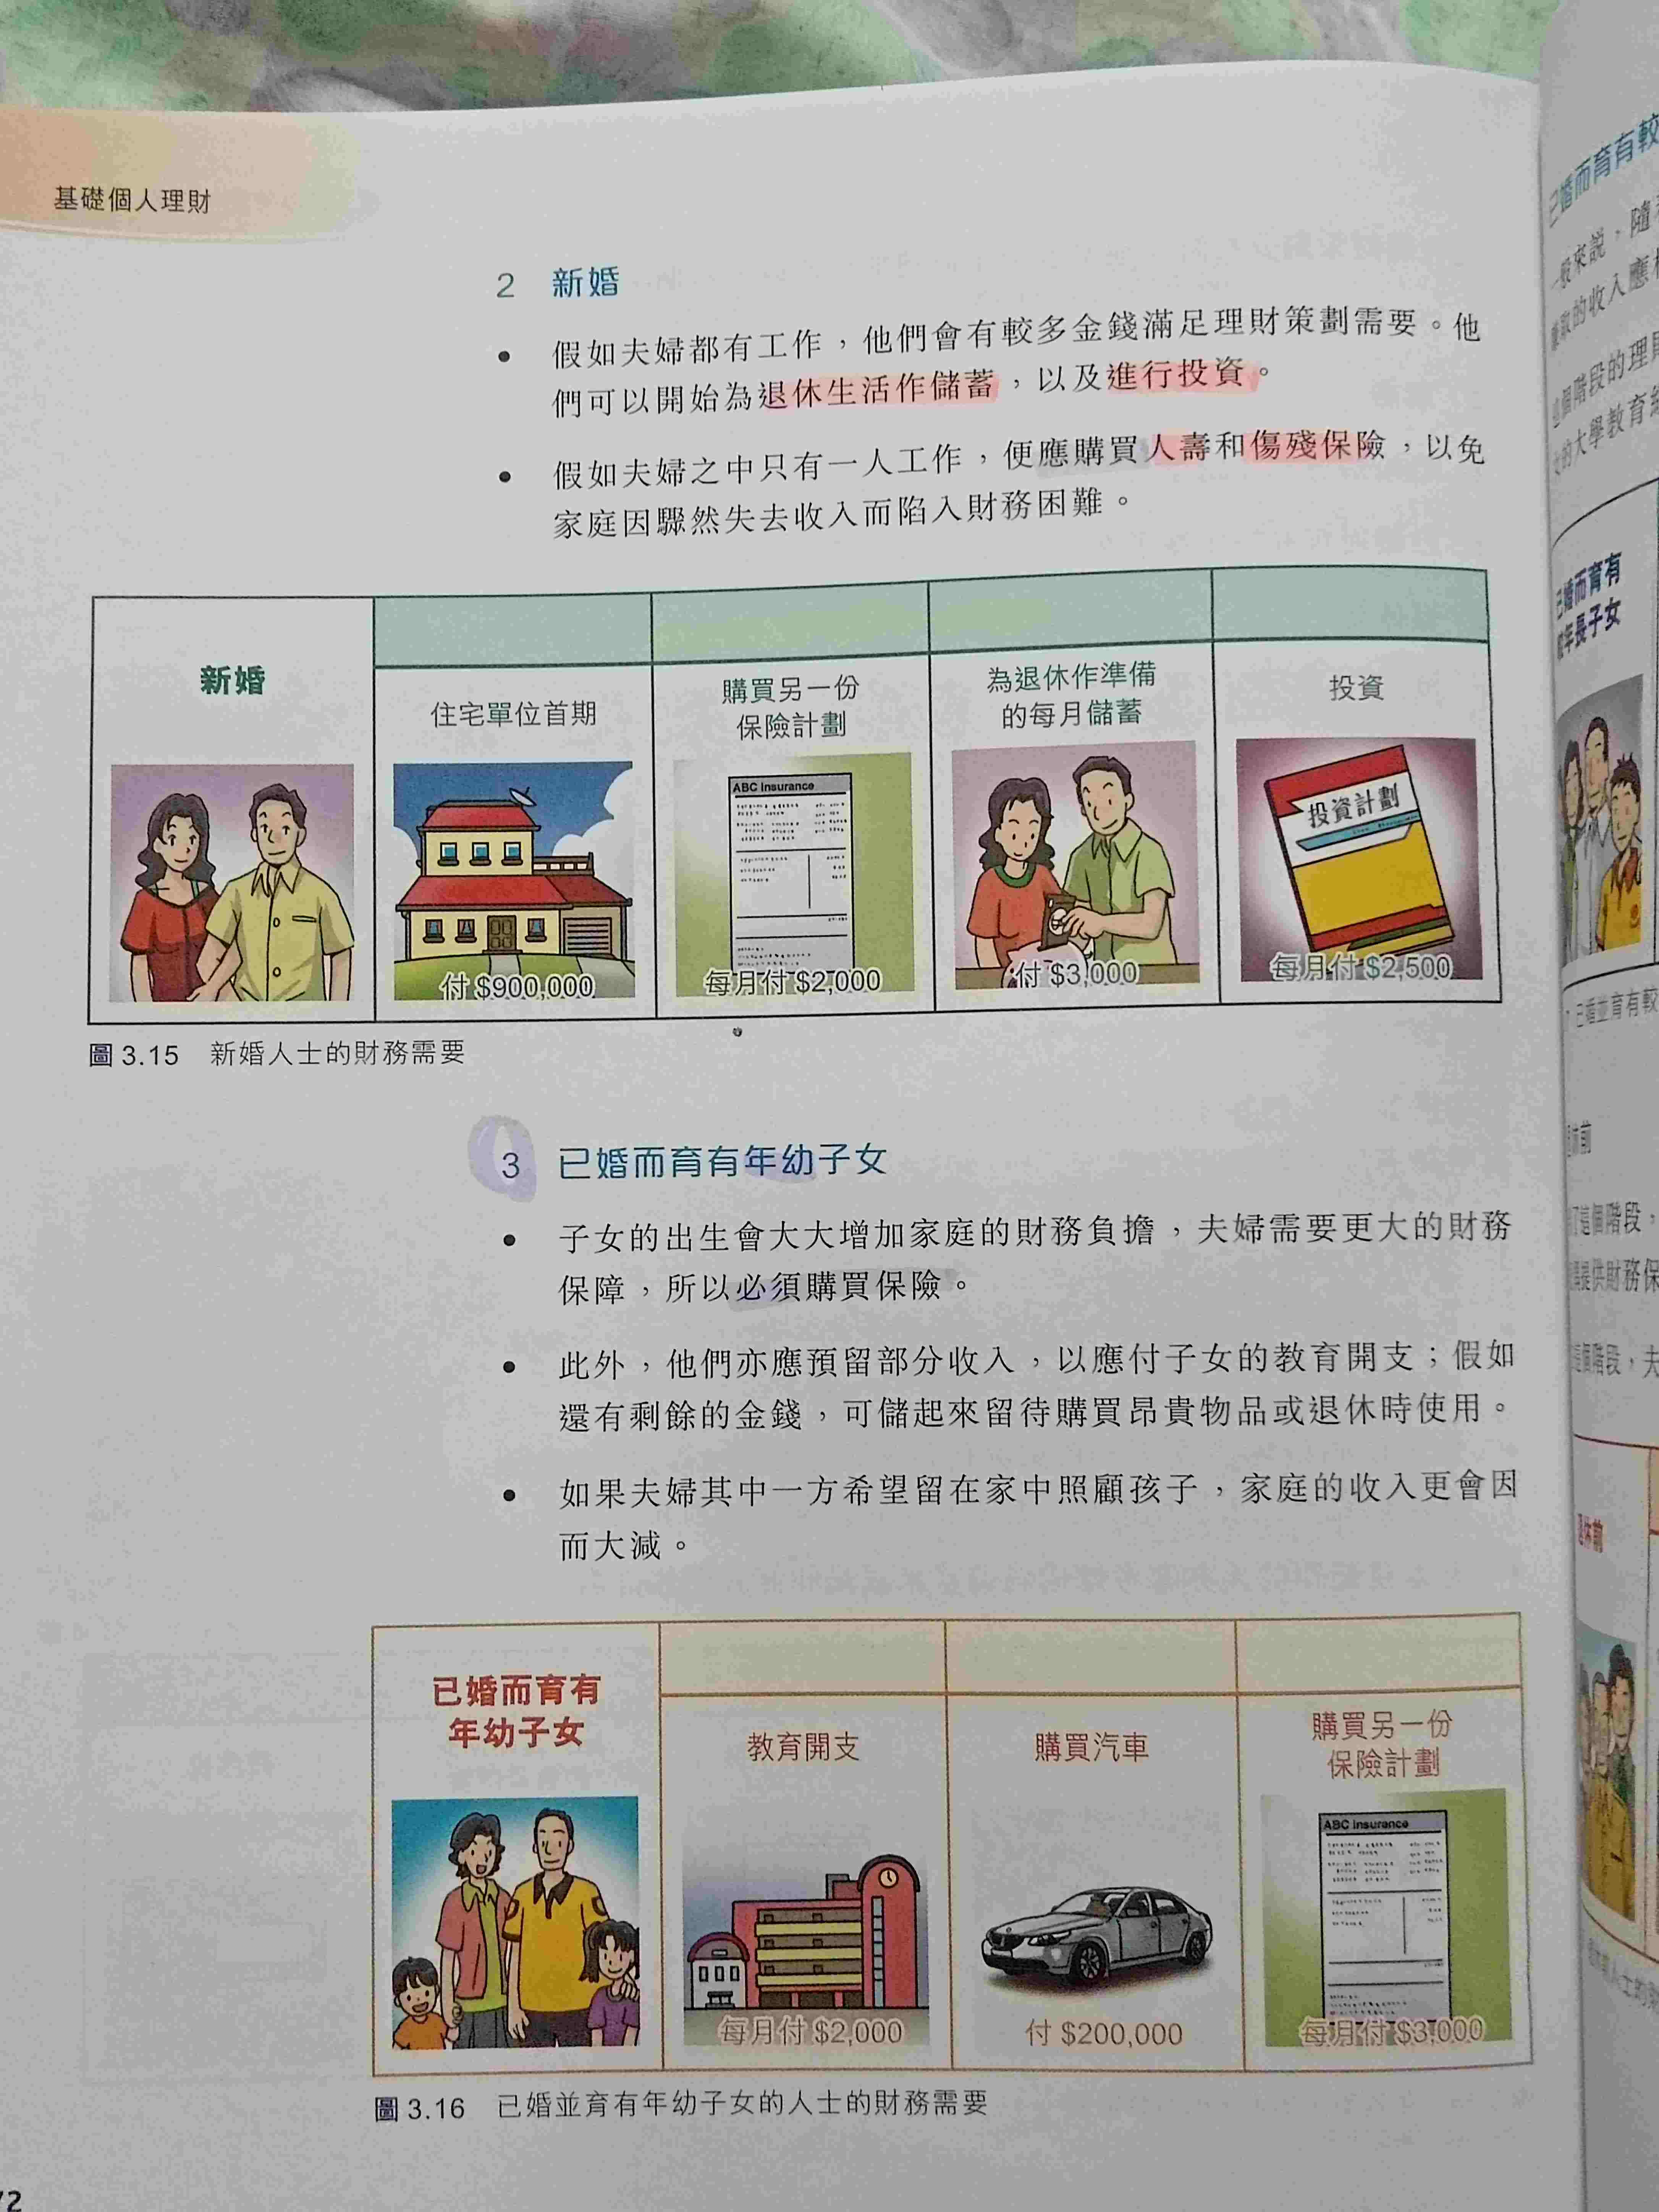 基礎個人理財
2 新婚
• 假如夫婦都有工作，他們會有較多金錢滿足理財策劃需要。他
們可以開始為退休生活作儲蓄，以及進行投資。
• 假如夫婦之中只有一人工作，便應購買人壽和傷殘保險，以免
家庭因驟然失去收入而陷入財務困難。
新婚
住宅單位首期
付 $900,000
購買另一份
保險計劃
ABC Insurance
每月付 $2,000
為退休作準備
的每月儲蓄
付 $3,000
投資
投資計劃
每月付 $2,500
圖 3.15 新婚人士的財務需要
3 已婚而育有年幼子女
• 子女的出生會大大增加家庭的財務負擔，夫婦需要更大的財務
保障，所以必須購買保險。
• 此外，他們亦應預留部分收入，以應付子女的教育開支；假如
還有剩餘的金錢，可儲起來留待購買昂貴物品或退休時使用。
• 如果夫婦其中一方希望留在家中照顧孩子，家庭的收入更會因
而大減。
已婚而育有
年幼子女
教育開支
每月付 $2,000
購買汽車
付 $200,000
購買另一份
保險計劃
ABC Insurance
每月付 $3,000
圖 3.16 已婚並育有年幼子女的人士的財務需要
72
已婚而育有較
一般來說，隨
的收入應
個階段的理財
的大學教育
已婚而育有
年長子女
已婚並育有較
休前
這個階段，
提供財務保
這個階段，夫
退休前